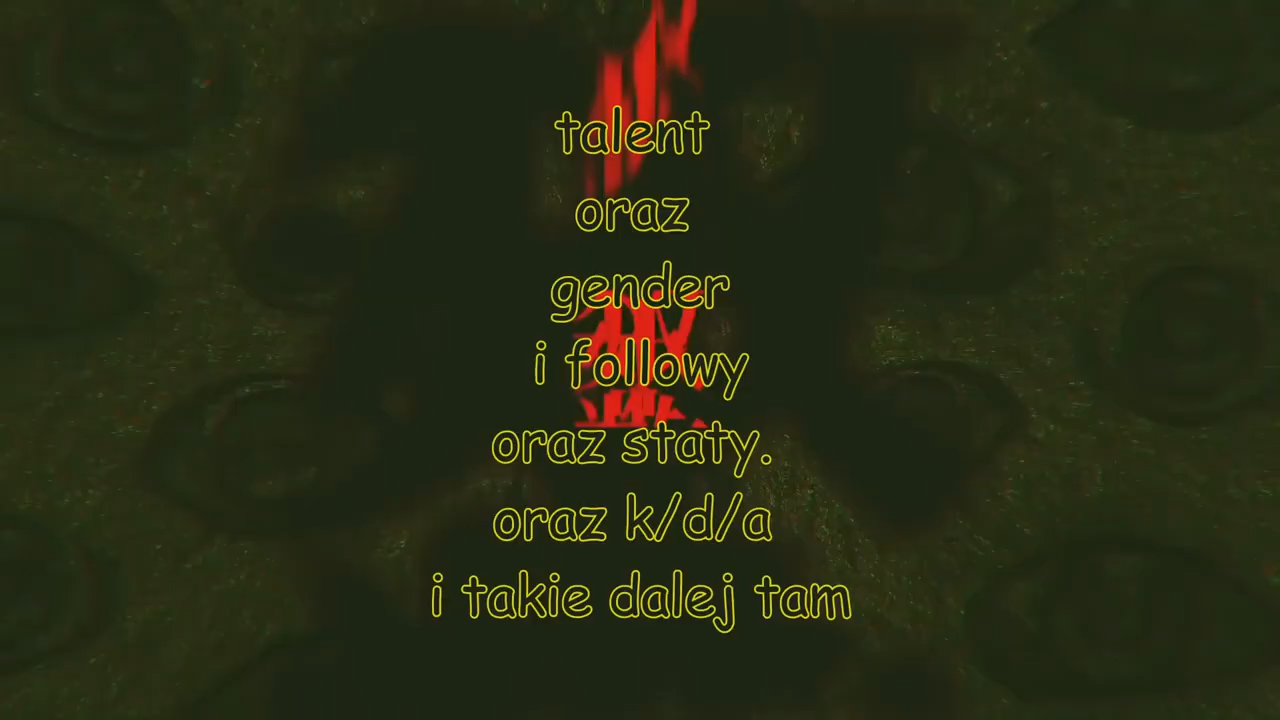 talent
oraz
gender
i followy
oraz staty.
oraz k/d/a
i takie dalej tam